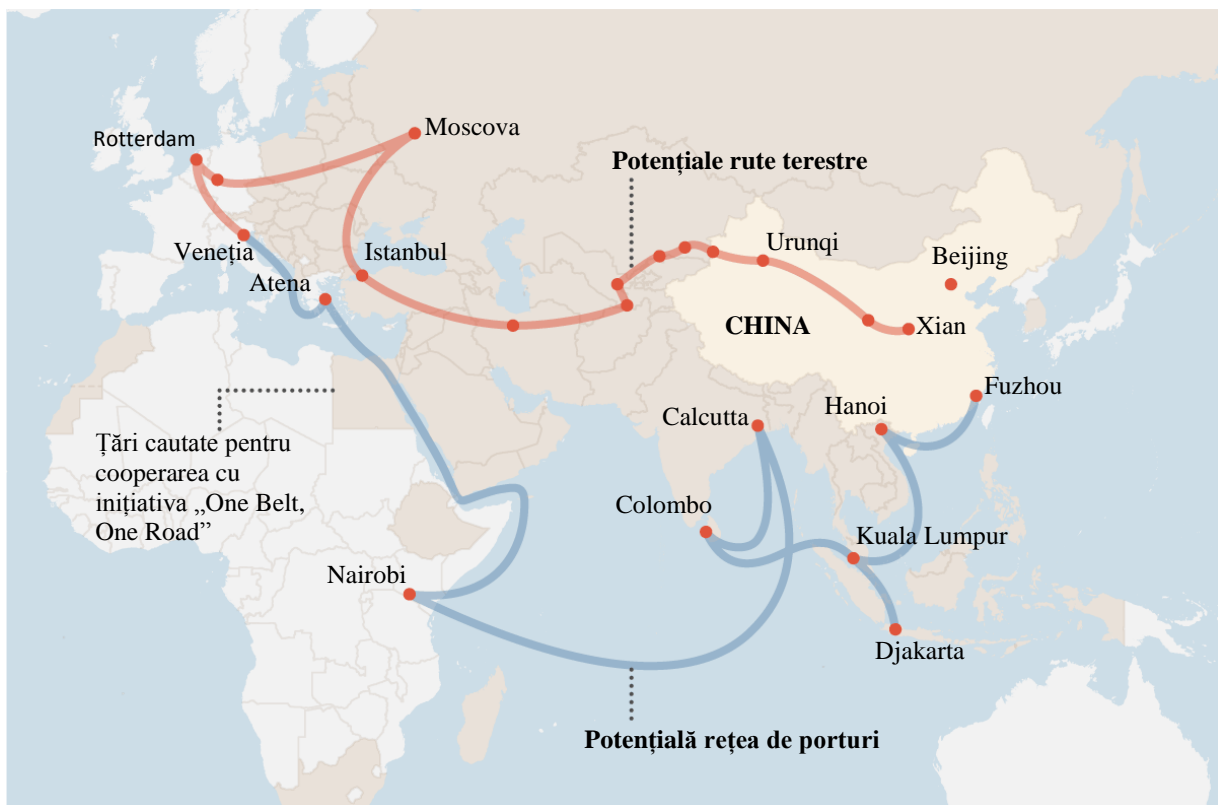 Moscova
Rotterdam
Potențiale rute terestre
Urunqi
Veneția
Istanbul
Beijing
Atena
CHINA
Xian
Fuzhou
Calcutta
Hanoi
Țări cautate pentru
cooperarea cu
inițiativa „One Belt,
One Road”
Colombo
Kuala Lumpur
Nairobi
Djakarta
Potențială rețea de porturi